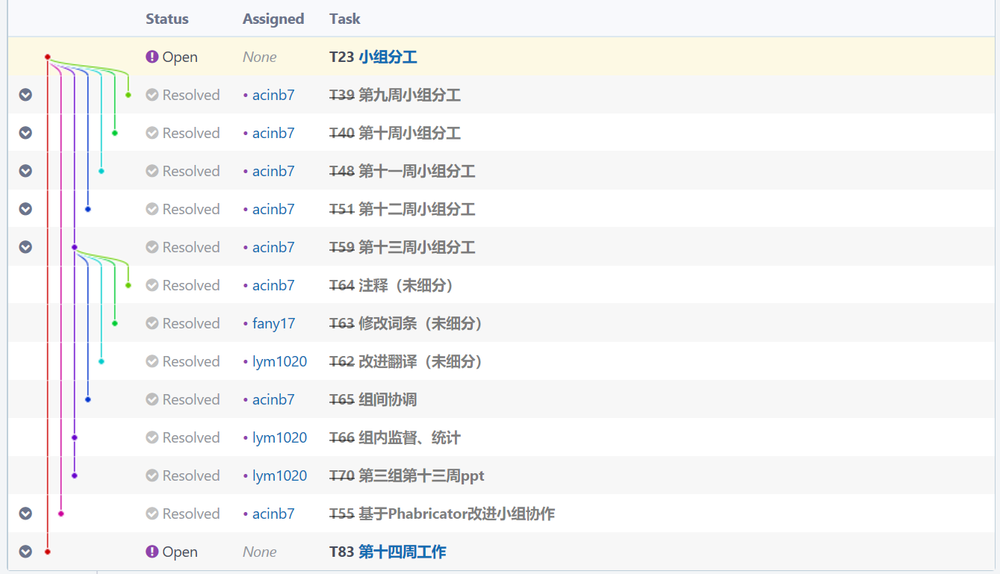 Status Assigned Task
Open None T23 小组分工
Resolved • acinb7 T39 第九周小组分工
Resolved • acinb7 T40 第十周小组分工
Resolved • acinb7 T48 第十一周小组分工
Resolved • acinb7 T51 第十二周小组分工
Resolved • acinb7 T59 第十三周小组分工
Resolved • acinb7 T64 注释（未细分）
Resolved • fany17 T63 修改词条（未细分）
Resolved • lym1020 T62 改进翻译（未细分）
Resolved • acinb7 T65 组间协调
Resolved • lym1020 T66 组内监督、统计
Resolved • lym1020 T70 第三组第十三周ppt
Resolved • acinb7 T55 基于Phabricator改进小组协作
Open None T83 第十四周工作